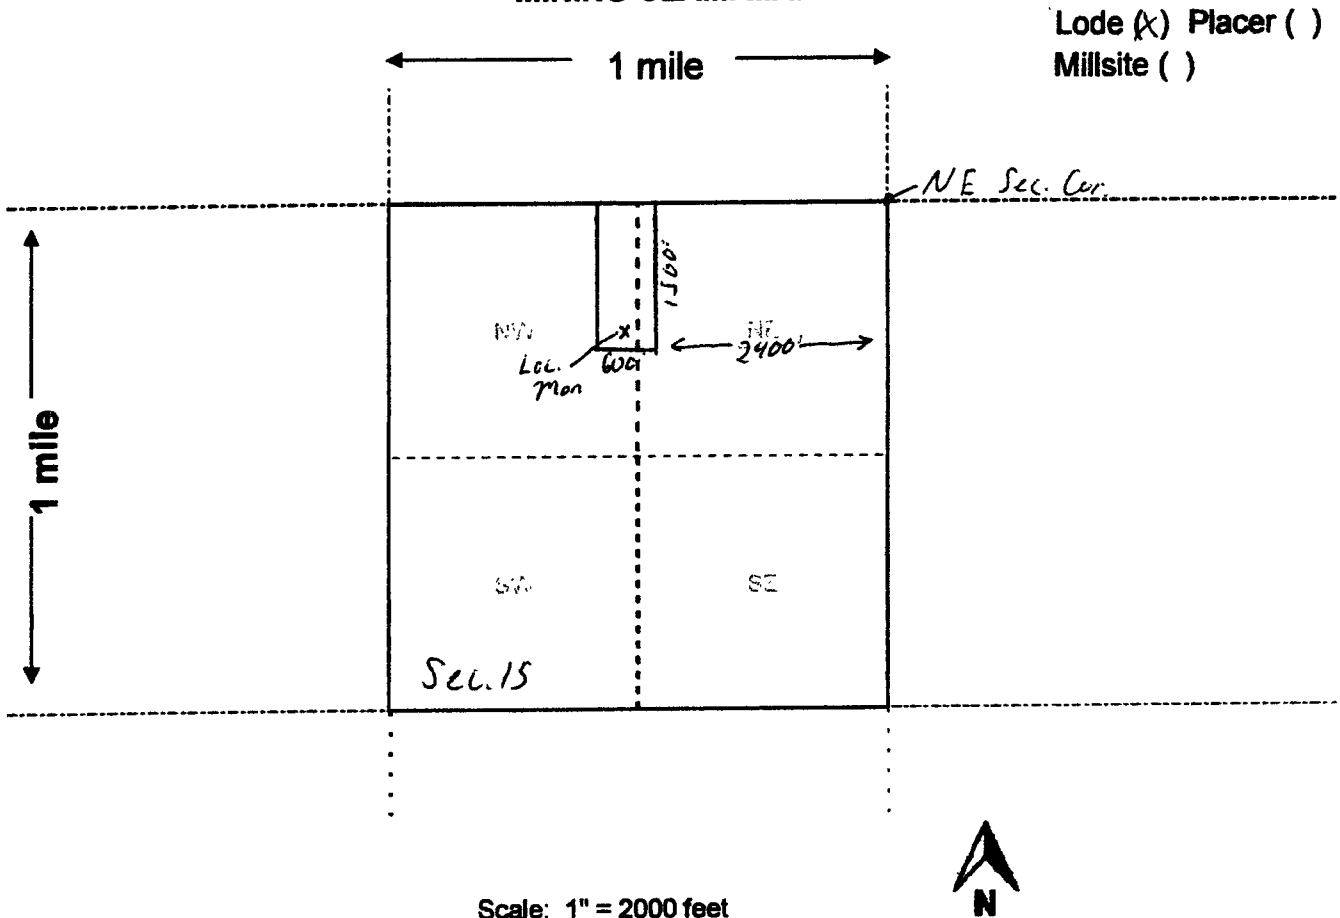 Lode (x) Placer ( )
Millsite ( )
1 mile
NE Sec. Cor.
1 mile
1500'
NW
NE
2400'
Loc.
Mon
600'
SW
SE
Sec. 15
N
Scale: 1" = 2000 feet